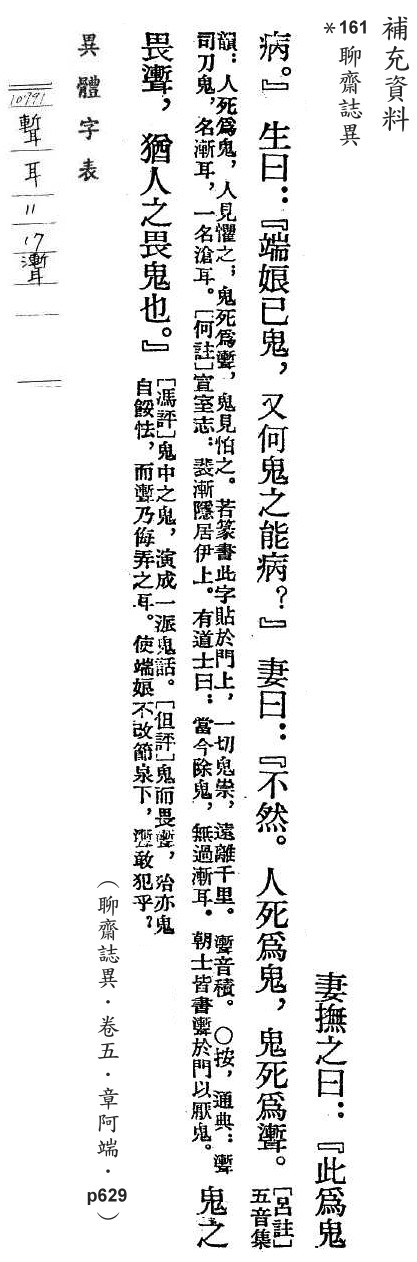 補充資料
*161 聊齋誌異
妻撫之曰:『此爲鬼
病。』 生曰:『端娘已鬼,又何鬼之能病?』 妻曰:『不然。人死爲鬼,鬼死爲聻。
[呂註]
五音集
韻:人死爲鬼,人見懼之;鬼死爲聻,鬼見怕之。若篆書此字貼於門上,一切鬼祟,遠離千里。 聻音積。 ○按,通典:聻
司刀鬼,名漸耳,一名滄耳。[何註]宣室志:裴漸隱居伊上。有道士曰:當今除鬼,無過漸耳。朝士皆書聻於門以厭鬼。
鬼之
畏聻,猶人之畏鬼也。』
[馮評]鬼中之鬼,演成一派鬼話。[但評]鬼而畏聻,殆亦鬼
自餒怯,而聻乃侮弄之耳。使端娘不改節泉下,聻敢犯乎?
(聊齋誌異.卷五.章阿端.p629)
異體字表
10791
耳
11
17
聻